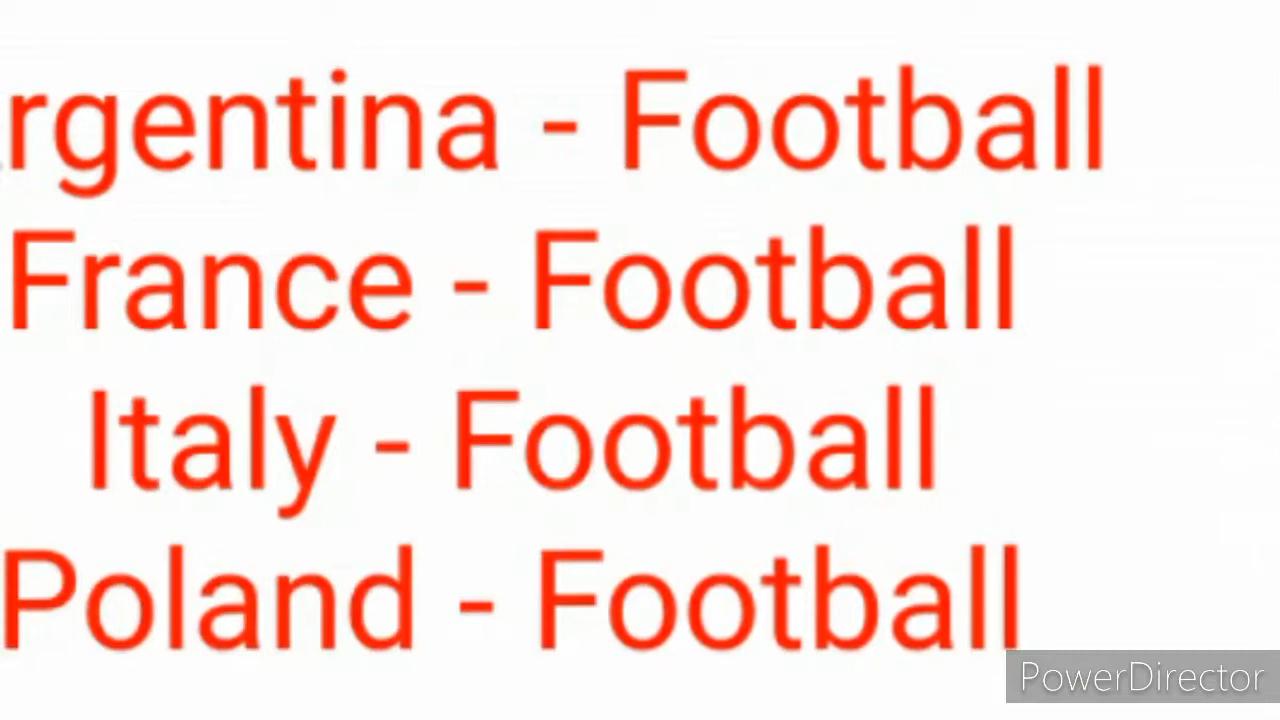 rgentina - Football
France - Football
Italy - Football
Poland - Football
PowerDirector